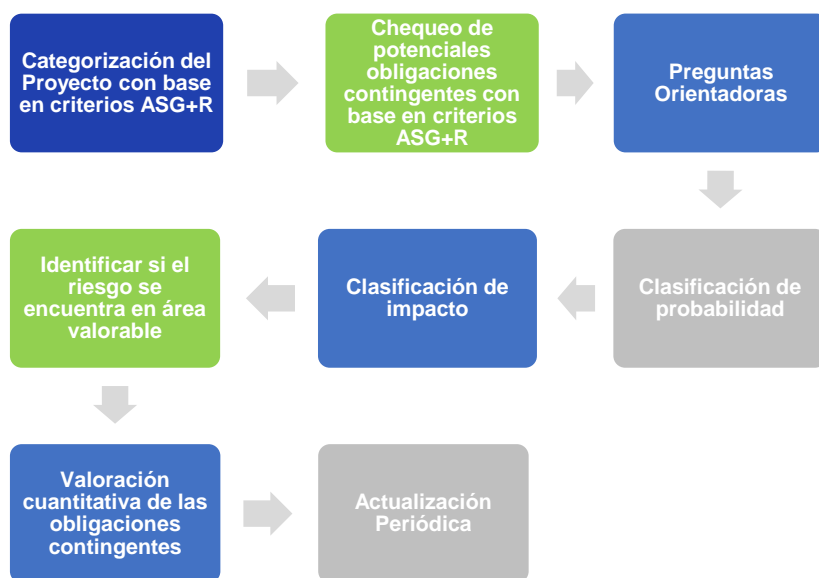 Categorización del
Proyecto con base
en criterios ASG+R
Chequeo de
potenciales
obligaciones
contingentes con
base en criterios
ASG+R
Preguntas
Orientadoras
Clasificación de
probabilidad
Clasificación de
impacto
Identificar si el
riesgo se
encuentra en área
valorable
Valoración
cuantitativa de las
obligaciones
contingentes
Actualización
Periódica